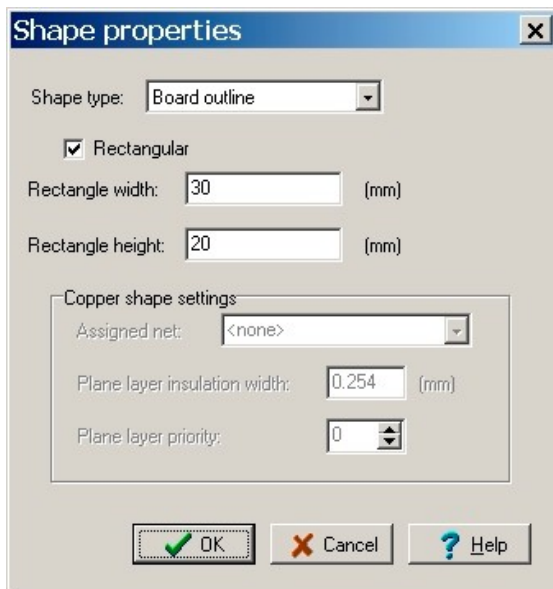 Shape properties
Shape type: Board outline
Rectangular
Rectangle width: 30 (mm)
Rectangle height: 20 (mm)
Copper shape settings
Assigned net: <none>
Plane layer insulation width: 0.254 (mm)
Plane layer priority: 0
OK Cancel Help